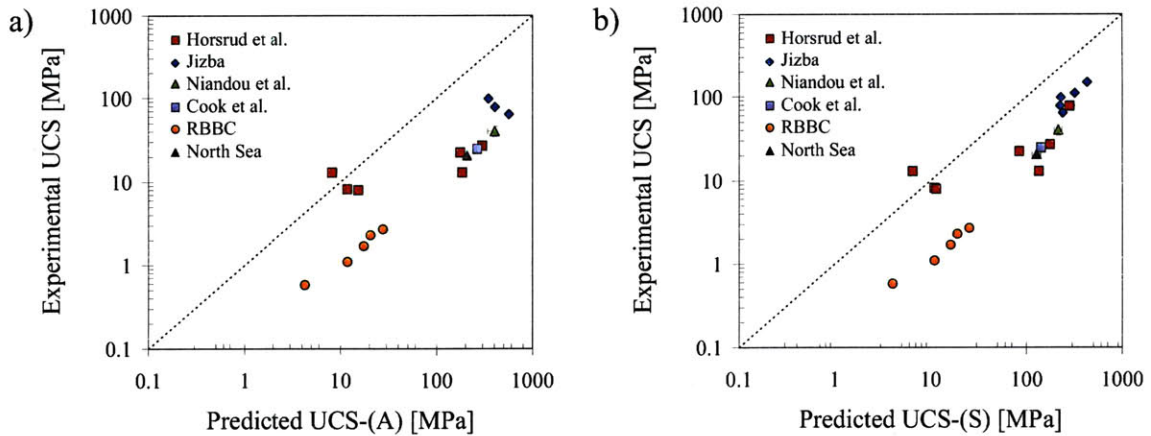 a)
Experimental UCS [MPa]
1000
100
10
1
0.1
Horsrud et al.
Jizba
Niandou et al.
Cook et al.
RBBC
North Sea
0.1 1 10 100 1000
Predicted UCS-(A) [MPa]
b)
Experimental UCS [MPa]
1000
100
10
1
0.1
Horsrud et al.
Jizba
Niandou et al.
Cook et al.
RBBC
North Sea
0.1 1 10 100 1000
Predicted UCS-(S) [MPa]